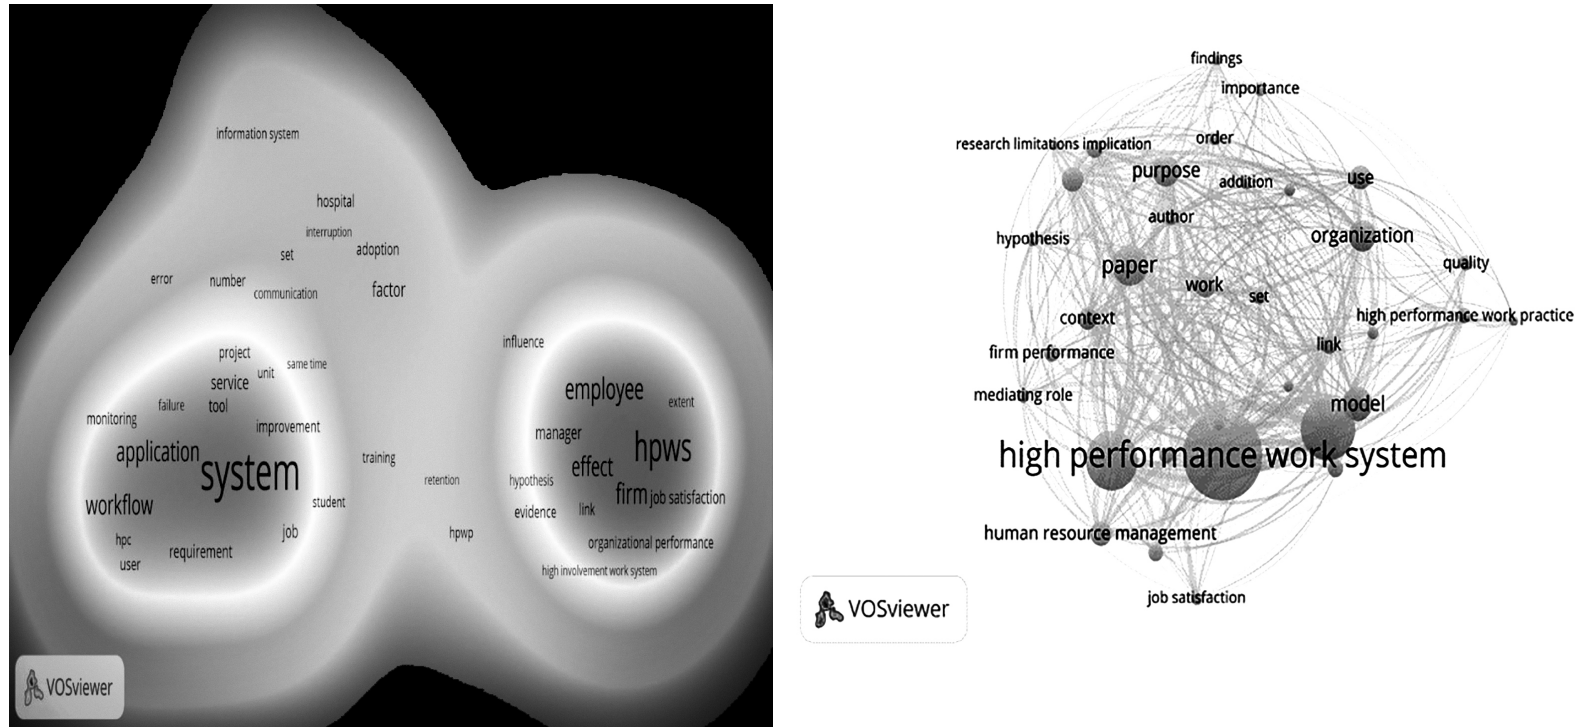 information system
hospital
interruption
set
adoption
error
number
communication
factor
project
same time
unit
service
tool
failure
monitoring
improvement
application
system
workflow
student
job
hpc
requirement
user
training
retention
hpwp
influence
employee
extent
manager
hpws
effect
hypothesis
firm
job satisfaction
evidence
link
organizational performance
high involvement work system
VOSviewer
findings
importance
order
research limitations implication
purpose
addition
use
author
hypothesis
organization
paper
quality
work
set
context
high performance work practice
firm performance
link
mediating role
model
high performance work system
human resource management
job satisfaction
VOSviewer